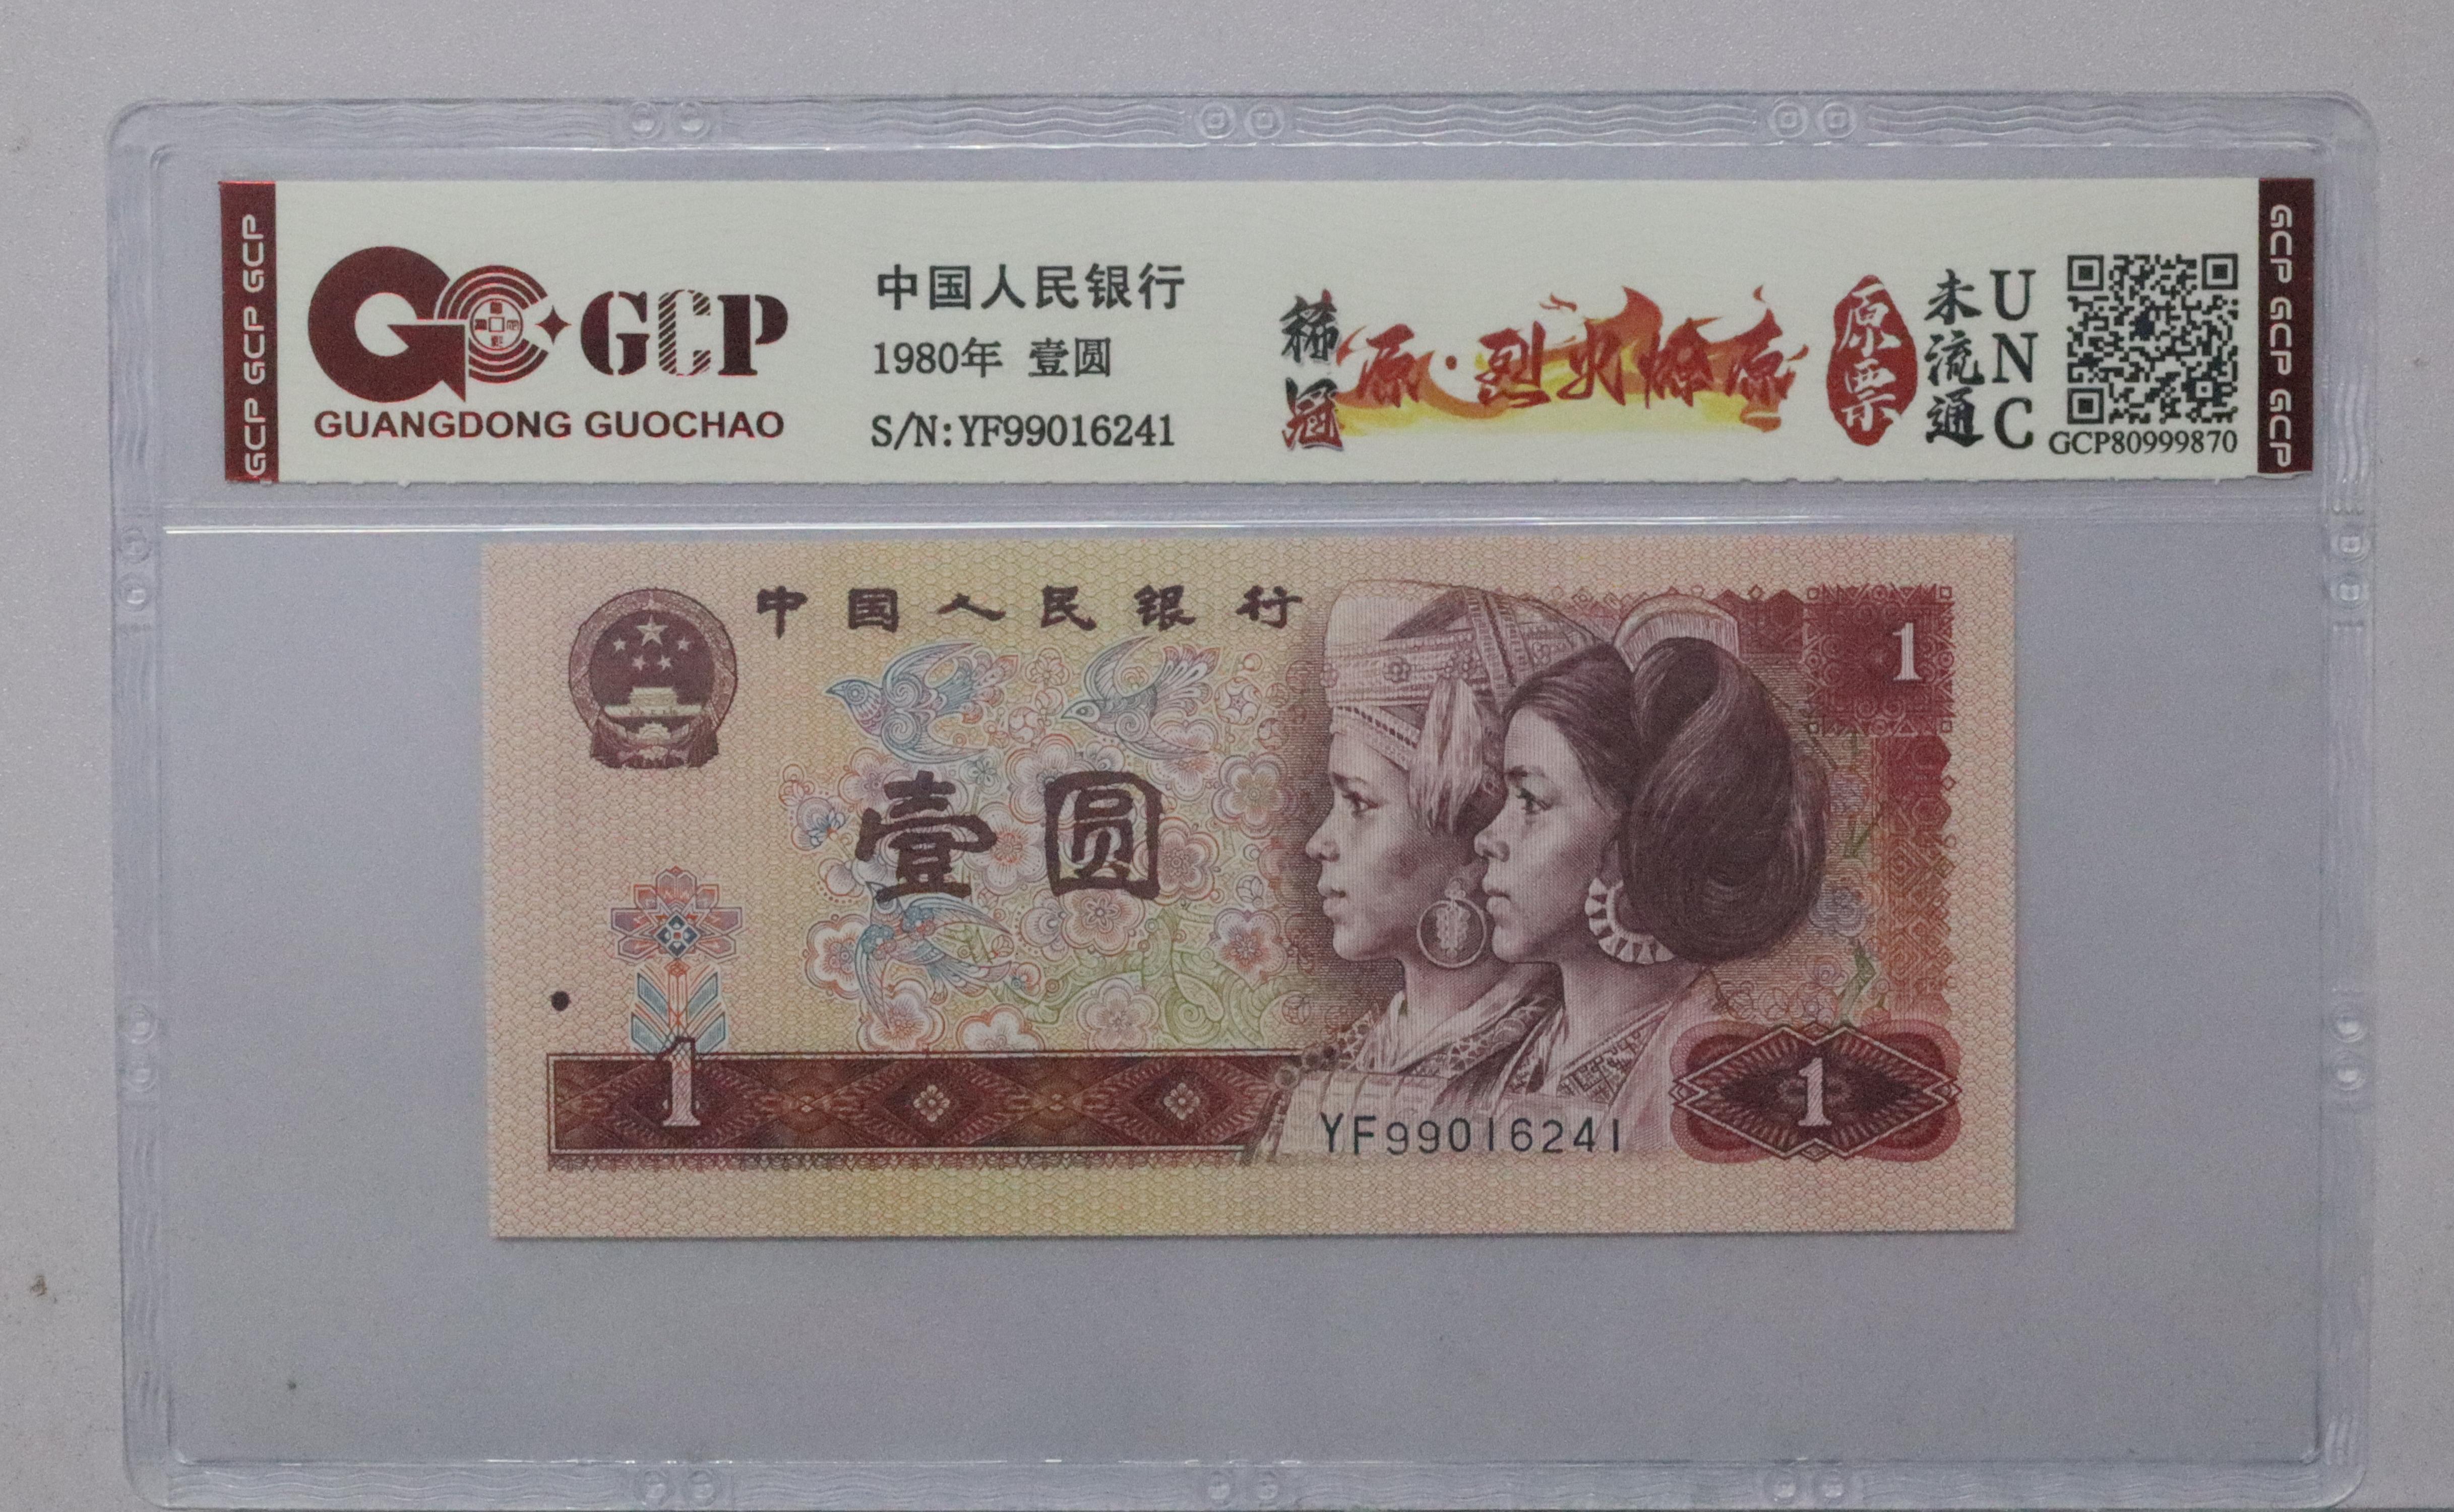 GCP GCP GCP
GCP
GUANGDONG GUOCHAO
中国人民银行
1980年 壹圆
S/N:YF99016241
稀冠
原·烈火燎原
原票
未流通
UNC
GCP80999870
GCP GCP GCP
中国人民银行
1
壹圆
1
1
YF99016241